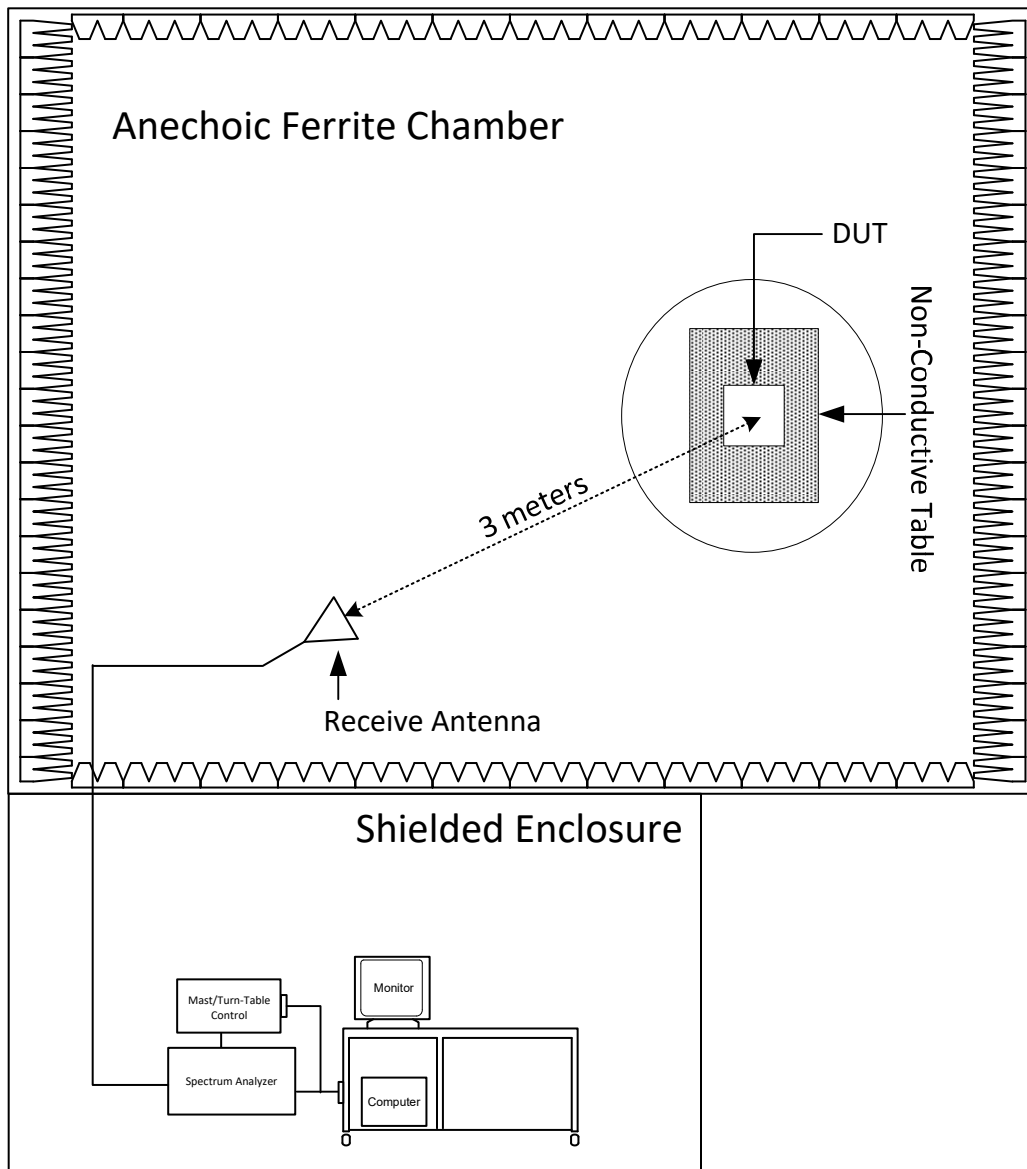 Anechoic Ferrite Chamber
DUT
Non-Conductive Table
3 meters
Receive Antenna
Shielded Enclosure
Monitor
Mast/Turn-Table
Control
Spectrum Analyzer
Computer